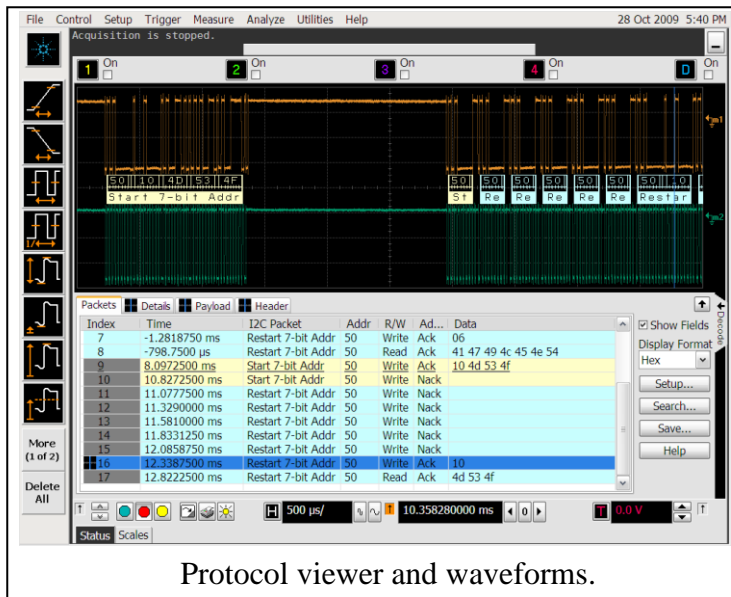 File Control Setup Trigger Measure Analyze Utilities Help 28 Oct 2009 5:40 PM
Acquisition is stopped.
1 On 2 On 3 On 4 On D On
m1
50 10 4D 53 4F 50 50 50 50 50 50 50 10
Start 7-bit Addr St Re Re Re Re Re Restar
m2
Packets Details Payload Header
Index Time I2C Packet Addr R/W Ad... Data
7 -1.2818750 ms Restart 7-bit Addr 50 Write Ack 06
8 -798.7500 µs Restart 7-bit Addr 50 Read Ack 41 47 49 4c 45 4e 54
9 8.0972500 ms Start 7-bit Addr 50 Write Ack 10 4d 53 4f
10 10.8272500 ms Start 7-bit Addr 50 Write Nack
11 11.0777500 ms Restart 7-bit Addr 50 Write Nack
12 11.3290000 ms Restart 7-bit Addr 50 Write Nack
13 11.5810000 ms Restart 7-bit Addr 50 Write Nack
14 11.8331250 ms Restart 7-bit Addr 50 Write Nack
15 12.0858750 ms Restart 7-bit Addr 50 Write Nack
16 12.3387500 ms Restart 7-bit Addr 50 Write Ack 10
17 12.8222500 ms Restart 7-bit Addr 50 Read Ack 4d 53 4f
Decode
Show Fields
Display Format
Hex
Setup...
Search...
Save...
Help
More
(1 of 2)
Delete
All
H 500 µs/ 10.358280000 ms 0 T 0.0 V
Status Scales
Protocol viewer and waveforms.